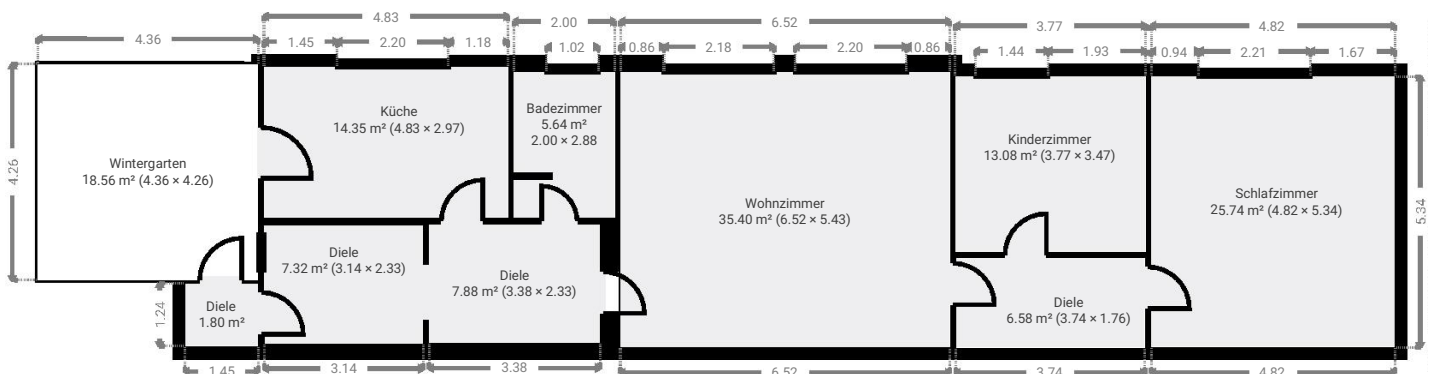 4.83
2.00
6.52
3.77
4.82
4.36
1.45
2.20
1.18
1.02
0.86
2.18
2.20
0.86
1.44
1.93
0.94
2.21
1.67
Küche
14.35 m² (4.83 × 2.97)
Badezimmer
5.64 m²
2.00 × 2.88
Kinderzimmer
13.08 m² (3.77 × 3.47)
Wintergarten
18.56 m² (4.36 × 4.26)
4.26
Wohnzimmer
35.40 m² (6.52 × 5.43)
Schlafzimmer
25.74 m² (4.82 × 5.34)
5.34
Diele
7.32 m² (3.14 × 2.33)
Diele
7.88 m² (3.38 × 2.33)
Diele
1.80 m²
1.24
Diele
6.58 m² (3.74 × 1.76)
1.45
3.14
3.38
6.52
3.74
4.82